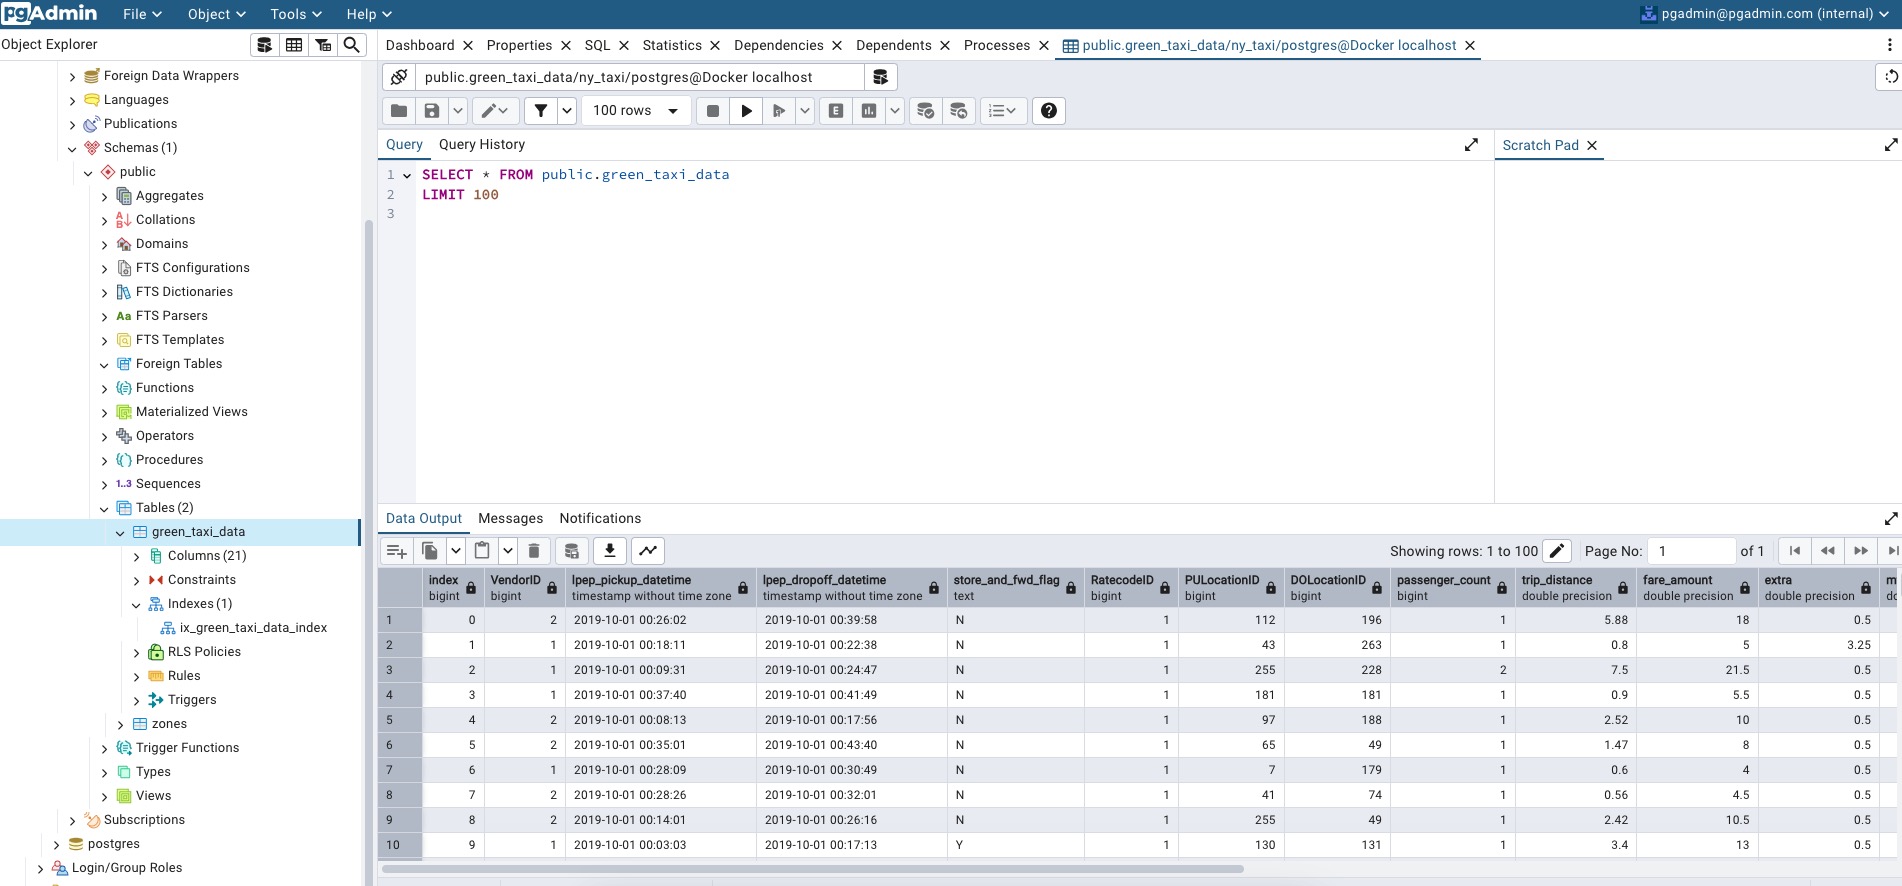 pgAdmin File Object Tools Help pgadmin@pgadmin.com (internal)
Object Explorer
Foreign Data Wrappers
Languages
Publications
Schemas (1)
public
Aggregates
Collations
Domains
FTS Configurations
FTS Dictionaries
Aa FTS Parsers
FTS Templates
Foreign Tables
Functions
Materialized Views
Operators
Procedures
1..3 Sequences
Tables (2)
green_taxi_data
Columns (21)
Constraints
Indexes (1)
ix_green_taxi_data_index
RLS Policies
Rules
Triggers
zones
Trigger Functions
Types
Views
Subscriptions
postgres
Login/Group Roles
Dashboard Properties SQL Statistics Dependencies Dependents Processes public.green_taxi_data/ny_taxi/postgres@Docker localhost
public.green_taxi_data/ny_taxi/postgres@Docker localhost
100 rows E
Query Query History Scratch Pad
1 SELECT * FROM public.green_taxi_data
2 LIMIT 100
3
Data Output Messages Notifications
Showing rows: 1 to 100 Page No: 1 of 1
index VendorID lpep_pickup_datetime lpep_dropoff_datetime store_and_fwd_flag RatecodeID PULocationID DOLocationID passenger_count trip_distance fare_amount extra m
bigint bigint timestamp without time zone timestamp without time zone text bigint bigint bigint bigint double precision double precision double precision dc
1 0 2 2019-10-01 00:26:02 2019-10-01 00:39:58 N 1 112 196 1 5.88 18 0.5
2 1 1 2019-10-01 00:18:11 2019-10-01 00:22:38 N 1 43 263 1 0.8 5 3.25
3 2 1 2019-10-01 00:09:31 2019-10-01 00:24:47 N 1 255 228 2 7.5 21.5 0.5
4 3 1 2019-10-01 00:37:40 2019-10-01 00:41:49 N 1 181 181 1 0.9 5.5 0.5
5 4 2 2019-10-01 00:08:13 2019-10-01 00:17:56 N 1 97 188 1 2.52 10 0.5
6 5 2 2019-10-01 00:35:01 2019-10-01 00:43:40 N 1 65 49 1 1.47 8 0.5
7 6 1 2019-10-01 00:28:09 2019-10-01 00:30:49 N 1 7 179 1 0.6 4 0.5
8 7 2 2019-10-01 00:28:26 2019-10-01 00:32:01 N 1 41 74 1 0.56 4.5 0.5
9 8 2 2019-10-01 00:14:01 2019-10-01 00:26:16 N 1 255 49 1 2.42 10.5 0.5
10 9 1 2019-10-01 00:03:03 2019-10-01 00:17:13 Y 1 130 131 1 3.4 13 0.5